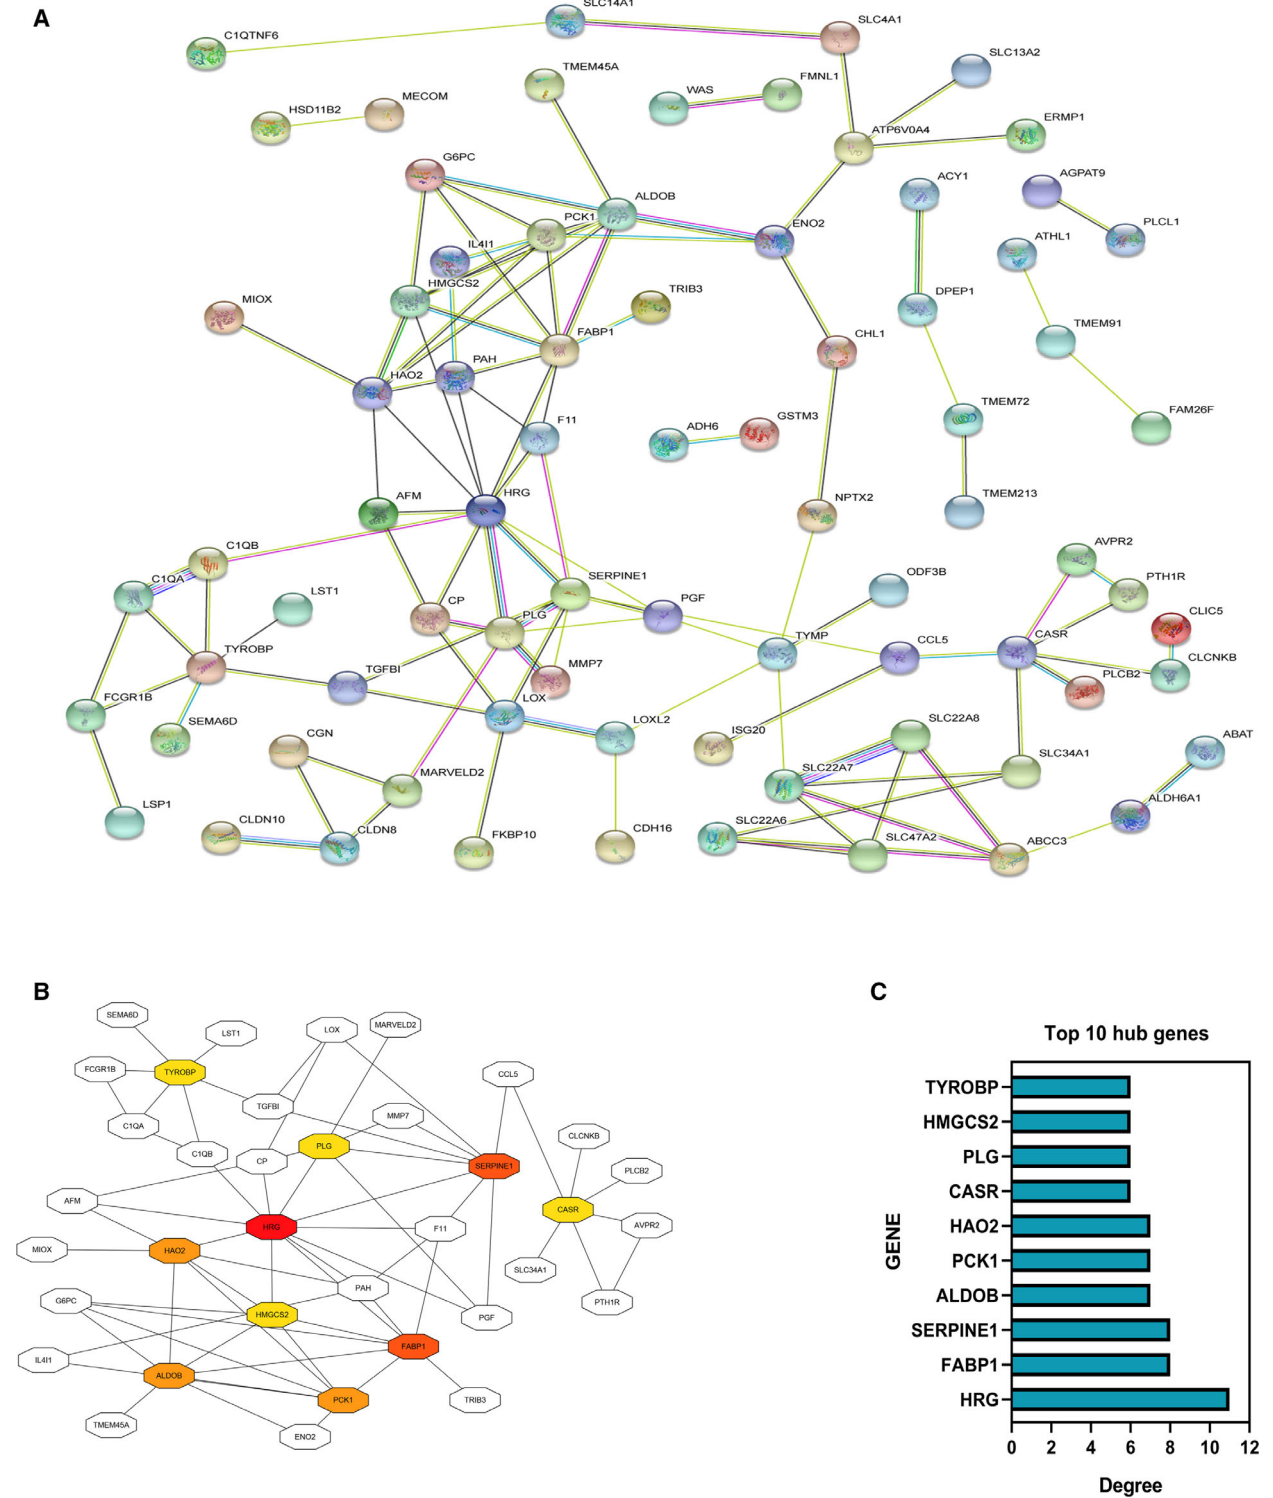 A
SLC14A1
C1QTNF6
SLC4A1
SLC13A2
TMEM45A
FMNL1
WAS
MECOM
HSD11B2
ERMP1
ATP6V0A4
G6PC
ACY1
AGPAT9
ALDOB
PCK1
ENO2
PLCL1
IL4I1
ATHL1
HMGCS2
TRIB3
DPEP1
MIOX
FABP1
CHL1
TMEM91
PAH
HAO2
TMEM72
FAM26F
F11
ADH6
GSTM3
HRG
AFM
NPTX2
TMEM213
C1QB
AVPR2
C1QA
SERPINE1
ODF3B
PTH1R
LST1
CP
PGF
CLIC5
PLG
TYMP
CCL5
CASR
TYROBP
TGFBI
MMP7
CLCNKB
PLCB2
FCGR1B
LOX
SEMA6D
LOXL2
SLC22A8
ISG20
ABAT
CGN
SLC34A1
SLC22A7
MARVELD2
LSP1
ALDH6A1
CLDN10
CLDN8
FKBP10
CDH16
SLC22A6
SLC47A2
ABCC3
B
SEMA6D
LST1
LOX
MARVELD2
FCGR1B
TYROBP
CCL5
TGFBI
MMP7
C1QA
CLCNKB
C1QB
CP
PLG
SERPINE1
PLCB2
AFM
CASR
HRG
F11
AVPR2
MIOX
HAO2
SLC34A1
PAH
G6PC
PTH1R
HMGCS2
PGF
FABP1
IL4I1
ALDOB
PCK1
TRIB3
TMEM45A
ENO2
C
Top 10 hub genes
GENE
TYROBP
HMGCS2
PLG
CASR
HAO2
PCK1
ALDOB
SERPINE1
FABP1
HRG
0 2 4 6 8 10 12
Degree